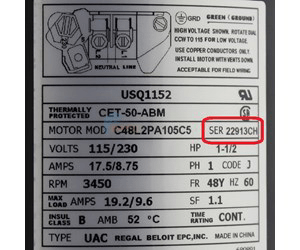 GRD GREEN (GROUND)
HIGH VOLTAGE SHOWN, ROTATE DIAL
CCW TO 115 FOR LOW VOLTAGE.
USE COPPER CONDUCTORS ONLY.
INSTALL MOTOR WITH VENTS DOWN.
ACCEPTABLE FOR FIELD WIRING
NEUTRAL LINE
USQ1152
THERMALLY PROTECTED CET-50-ABM
MOTOR MOD C48L2PA105C5 SER 22913CH
VOLTS 115/230 HP 1-1/2
AMPS 17.5/8.75 PH 1 CODE J
RPM 3450 FR 48Y HZ 60
MAX LOAD AMPS 19.2/9.6 SF 1.1
INSUL CLASS B AMB 52 °C TIME CONT.
TYPE UAC REGAL BELOIT EPC, INC.